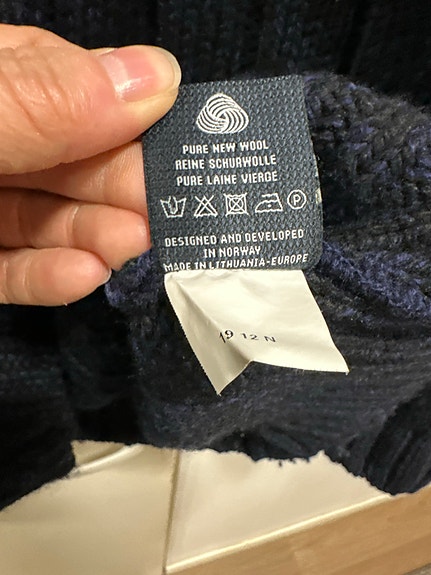 PURE NEW WOOL
REINE SCHURWOLLE
PURE LAINE VIERGE
P
DESIGNED AND DEVELOPED
IN NORWAY
MADE IN LITHUANIA-EUROPE
19 12 N